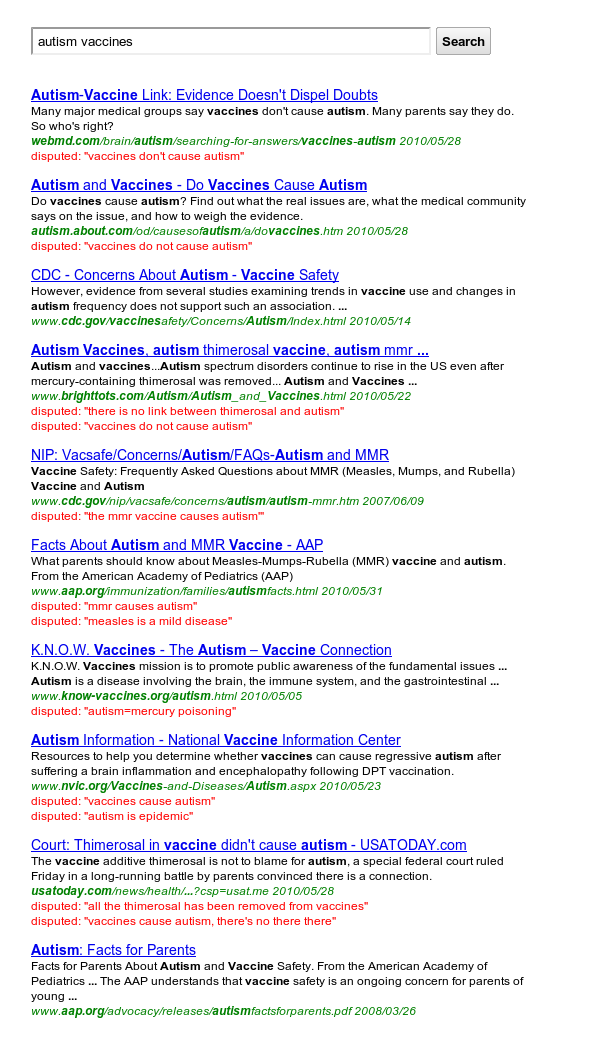 autism vaccines
Search
Autism-Vaccine Link: Evidence Doesn't Dispel Doubts
Many major medical groups say vaccines don't cause autism. Many parents say they do.
So who's right?
webmd.com/brain/autism/searching-for-answers/vaccines-autism 2010/05/28
disputed: "vaccines don't cause autism"
Autism and Vaccines - Do Vaccines Cause Autism
Do vaccines cause autism? Find out what the real issues are, what the medical community
says on the issue, and how to weigh the evidence.
autism.about.com/od/causesofautism/a/dovaccines.htm 2010/05/28
disputed: "vaccines do not cause autism"
CDC - Concerns About Autism - Vaccine Safety
However, evidence from several studies examining trends in vaccine use and changes in
autism frequency does not support such an association. ...
www.cdc.gov/vaccinesafety/Concerns/Autism/Index.html 2010/05/14
Autism Vaccines, autism thimerosal vaccine, autism mmr ...
Autism and vaccines...Autism spectrum disorders continue to rise in the US even after
mercury-containing thimerosal was removed... Autism and Vaccines ...
www.brighttots.com/Autism/Autism_and_Vaccines.html 2010/05/22
disputed: "there is no link between thimerosal and autism"
disputed: "vaccines do not cause autism"
NIP: Vacsafe/Concerns/Autism/FAQs-Autism and MMR
Vaccine Safety: Frequently Asked Questions about MMR (Measles, Mumps, and Rubella)
Vaccine and Autism
www.cdc.gov/nip/vacsafe/concerns/autism/autism-mmr.htm 2007/06/09
disputed: "the mmr vaccine causes autism'"
Facts About Autism and MMR Vaccine - AAP
What parents should know about Measles-Mumps-Rubella (MMR) vaccine and autism.
From the American Academy of Pediatrics (AAP)
www.aap.org/immunization/families/autismfacts.html 2010/05/31
disputed: "mmr causes autism"
disputed: "measles is a mild disease"
K.N.O.W. Vaccines - The Autism – Vaccine Connection
K.N.O.W. Vaccines mission is to promote public awareness of the fundamental issues ...
Autism is a disease involving the brain, the immune system, and the gastrointestinal ...
www.know-vaccines.org/autism.html 2010/05/05
disputed: "autism=mercury poisoning"
Autism Information - National Vaccine Information Center
Resources to help you determine whether vaccines can cause regressive autism after
suffering a brain inflammation and encephalopathy following DPT vaccination.
www.nvic.org/Vaccines-and-Diseases/Autism.aspx 2010/05/23
disputed: "vaccines cause autism"
disputed: "autism is epidemic"
Court: Thimerosal in vaccine didn't cause autism - USATODAY.com
The vaccine additive thimerosal is not to blame for autism, a special federal court ruled
Friday in a long-running battle by parents convinced there is a connection.
usatoday.com/news/health/...?csp=usat.me 2010/05/28
disputed: "all the thimerosal has been removed from vaccines"
disputed: "vaccines cause autism, there's no there there"
Autism: Facts for Parents
Facts for Parents About Autism and Vaccine Safety. From the American Academy of
Pediatrics ... The AAP understands that vaccine safety is an ongoing concern for parents of
young ...
www.aap.org/advocacy/releases/autismfactsforparents.pdf 2008/03/26